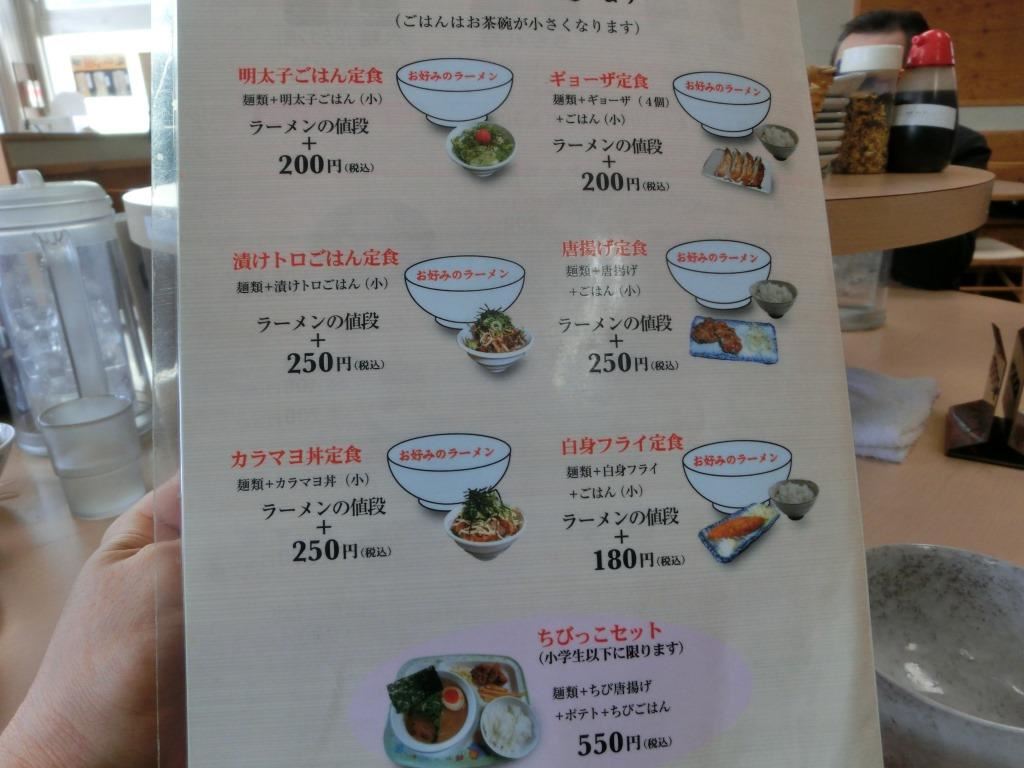 (ごはんはお茶碗が小さくなります)
明太子ごはん定食
麺類+明太子ごはん(小)
ラーメンの値段
+
200円(税込)
お好みのラーメン
ギョーザ定食
麺類+ギョーザ(4個)
+ごはん(小)
ラーメンの値段
+
200円(税込)
お好みのラーメン
漬けトロごはん定食
麺類+漬けトロごはん(小)
ラーメンの値段
+
250円(税込)
お好みのラーメン
唐揚げ定食
麺類+唐揚げ
+ごはん(小)
ラーメンの値段
+
250円(税込)
お好みのラーメン
カラマヨ丼定食
麺類+カラマヨ丼(小)
ラーメンの値段
+
250円(税込)
お好みのラーメン
白身フライ定食
麺類+白身フライ
+ごはん(小)
ラーメンの値段
+
180円(税込)
お好みのラーメン
ちびっこセット
(小学生以下に限ります)
麺類+ちび唐揚げ
+ポテト+ちびごはん
550円(税込)